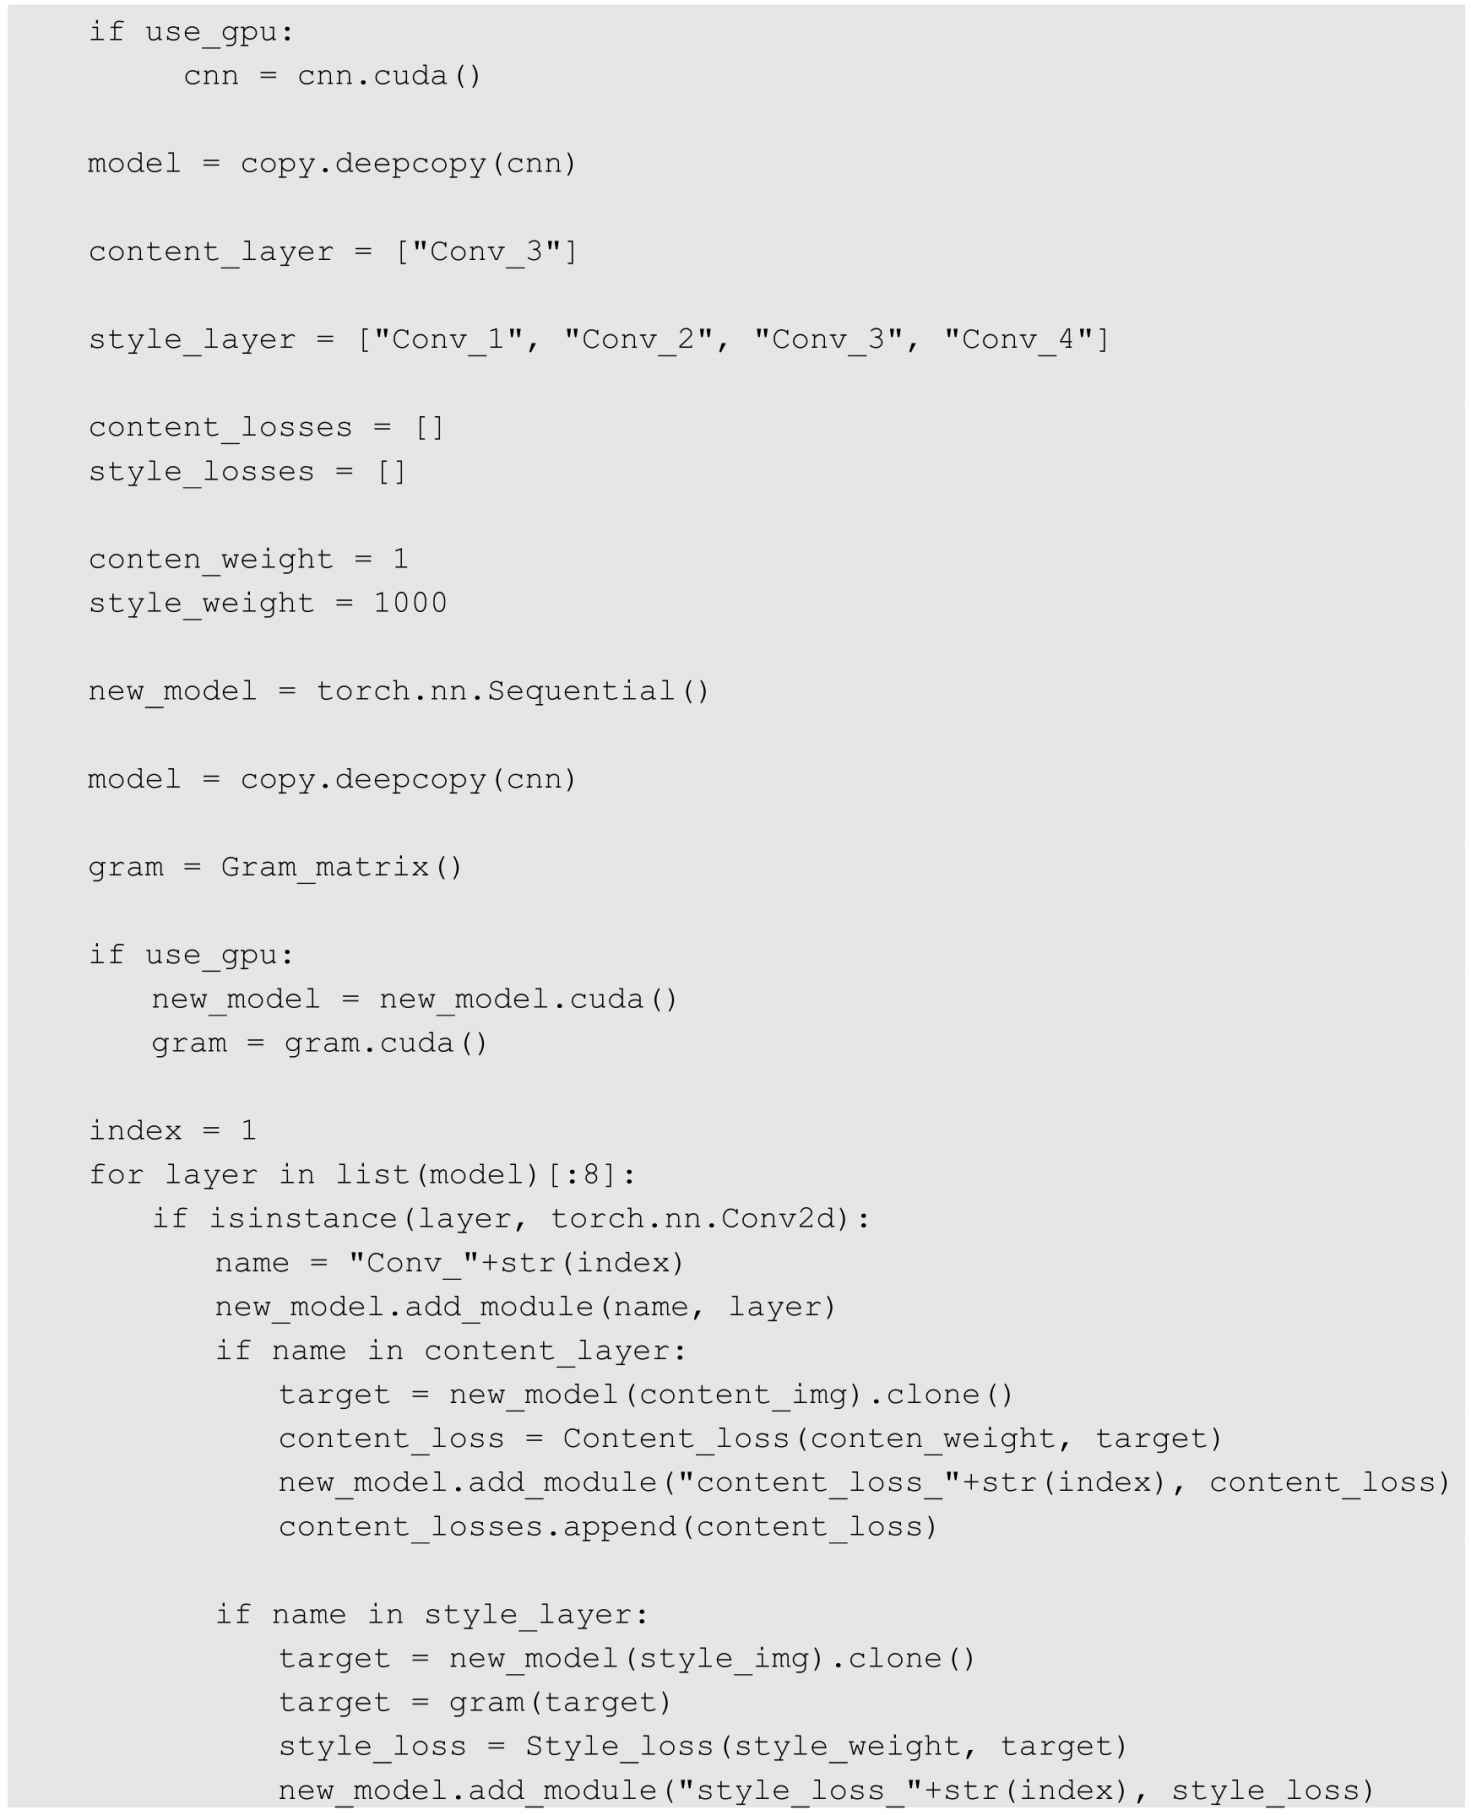 if use_gpu:
cnn = cnn.cuda()
model = copy.deepcopy(cnn)
content_layer = ["Conv_3"]
style_layer = ["Conv_1", "Conv_2", "Conv_3", "Conv_4"]
content_losses = []
style_losses = []
conten_weight = 1
style_weight = 1000
new_model = torch.nn.Sequential()
model = copy.deepcopy(cnn)
gram = Gram_matrix()
if use_gpu:
new_model = new_model.cuda()
gram = gram.cuda()
index = 1
for layer in list(model)[:8]:
if isinstance(layer, torch.nn.Conv2d):
name = "Conv_"+str(index)
new_model.add_module(name, layer)
if name in content_layer:
target = new_model(content_img).clone()
content_loss = Content_loss(conten_weight, target)
new_model.add_module("content_loss_"+str(index), content_loss)
content_losses.append(content_loss)
if name in style_layer:
target = new_model(style_img).clone()
target = gram(target)
style_loss = Style_loss(style_weight, target)
new_model.add_module("style_loss_"+str(index), style_loss)